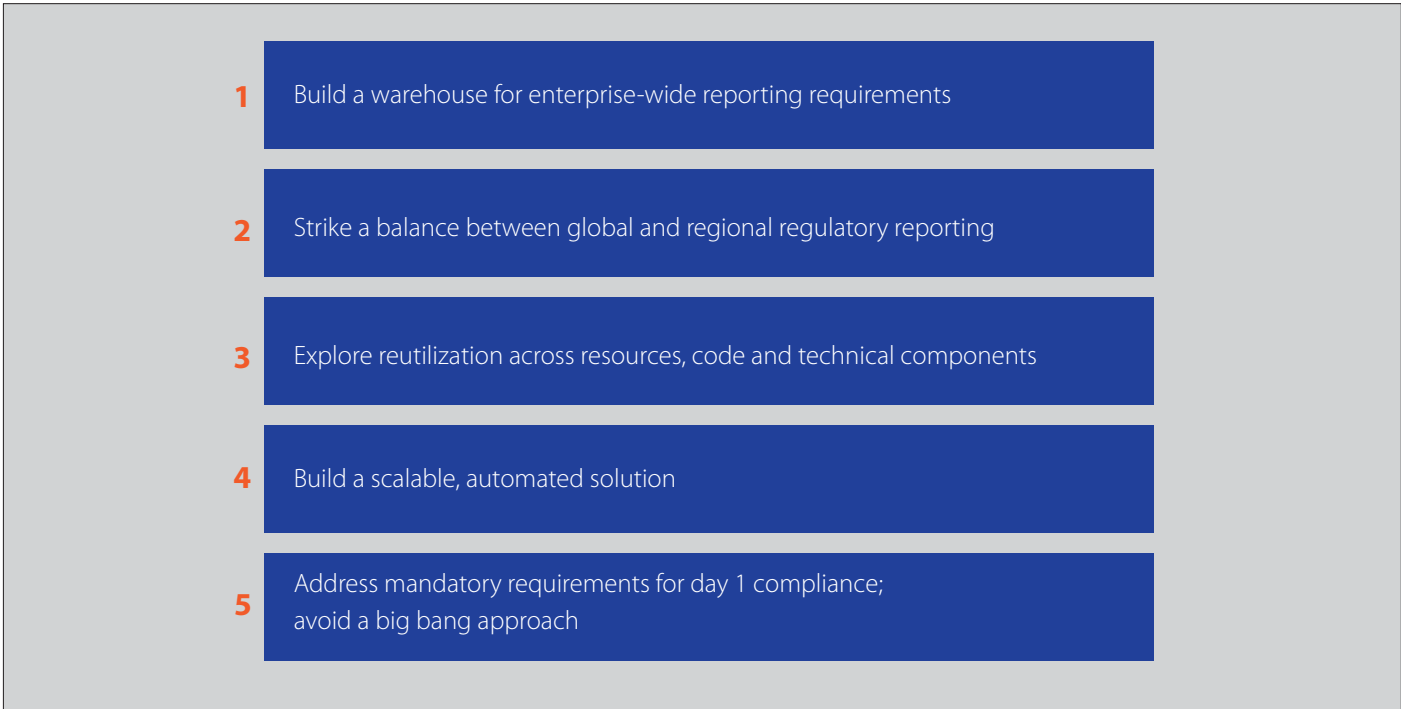 1 Build a warehouse for enterprise-wide reporting requirements
2 Strike a balance between global and regional regulatory reporting
3 Explore reutilization across resources, code and technical components
4 Build a scalable, automated solution
5 Address mandatory requirements for day 1 compliance;
avoid a big bang approach